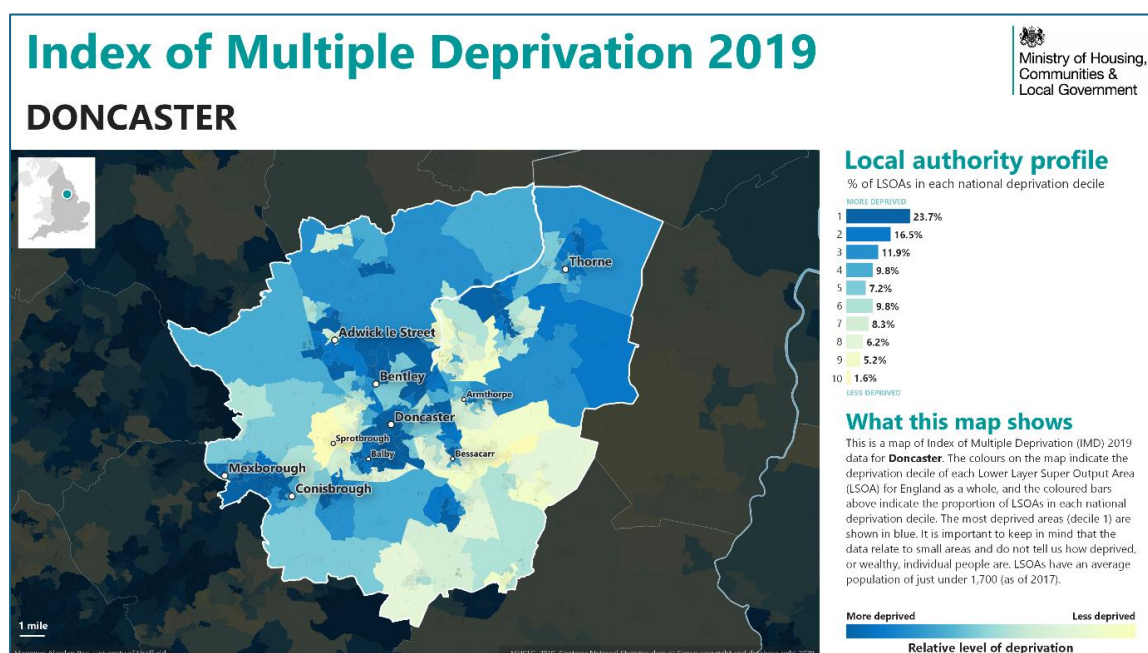 Index of Multiple Deprivation 2019
DONCASTER
Ministry of Housing,
Communities &
Local Government
Thorne
Adwick le Street
Bentley
Armthorpe
Doncaster
Sprotbrough
Balby
Bessacarr
Mexborough
Conisbrough
1 mile
Local authority profile
% of LSOAs in each national deprivation decile
MORE DEPRIVED
1 23.7%
2 16.5%
3 11.9%
4 9.8%
5 7.2%
6 9.8%
7 8.3%
8 6.2%
9 5.2%
10 1.6%
LESS DEPRIVED
What this map shows
This is a map of Index of Multiple Deprivation (IMD) 2019
data for Doncaster. The colours on the map indicate the
deprivation decile of each Lower Layer Super Output Area
(LSOA) for England as a whole, and the coloured bars
above indicate the proportion of LSOAs in each national
deprivation decile. The most deprived areas (decile 1) are
shown in blue. It is important to keep in mind that the
data relate to small areas and do not tell us how deprived,
or wealthy, individual people are. LSOAs have an average
population of just under 1,700 (as of 2017).
More deprived Less deprived
Relative level of deprivation